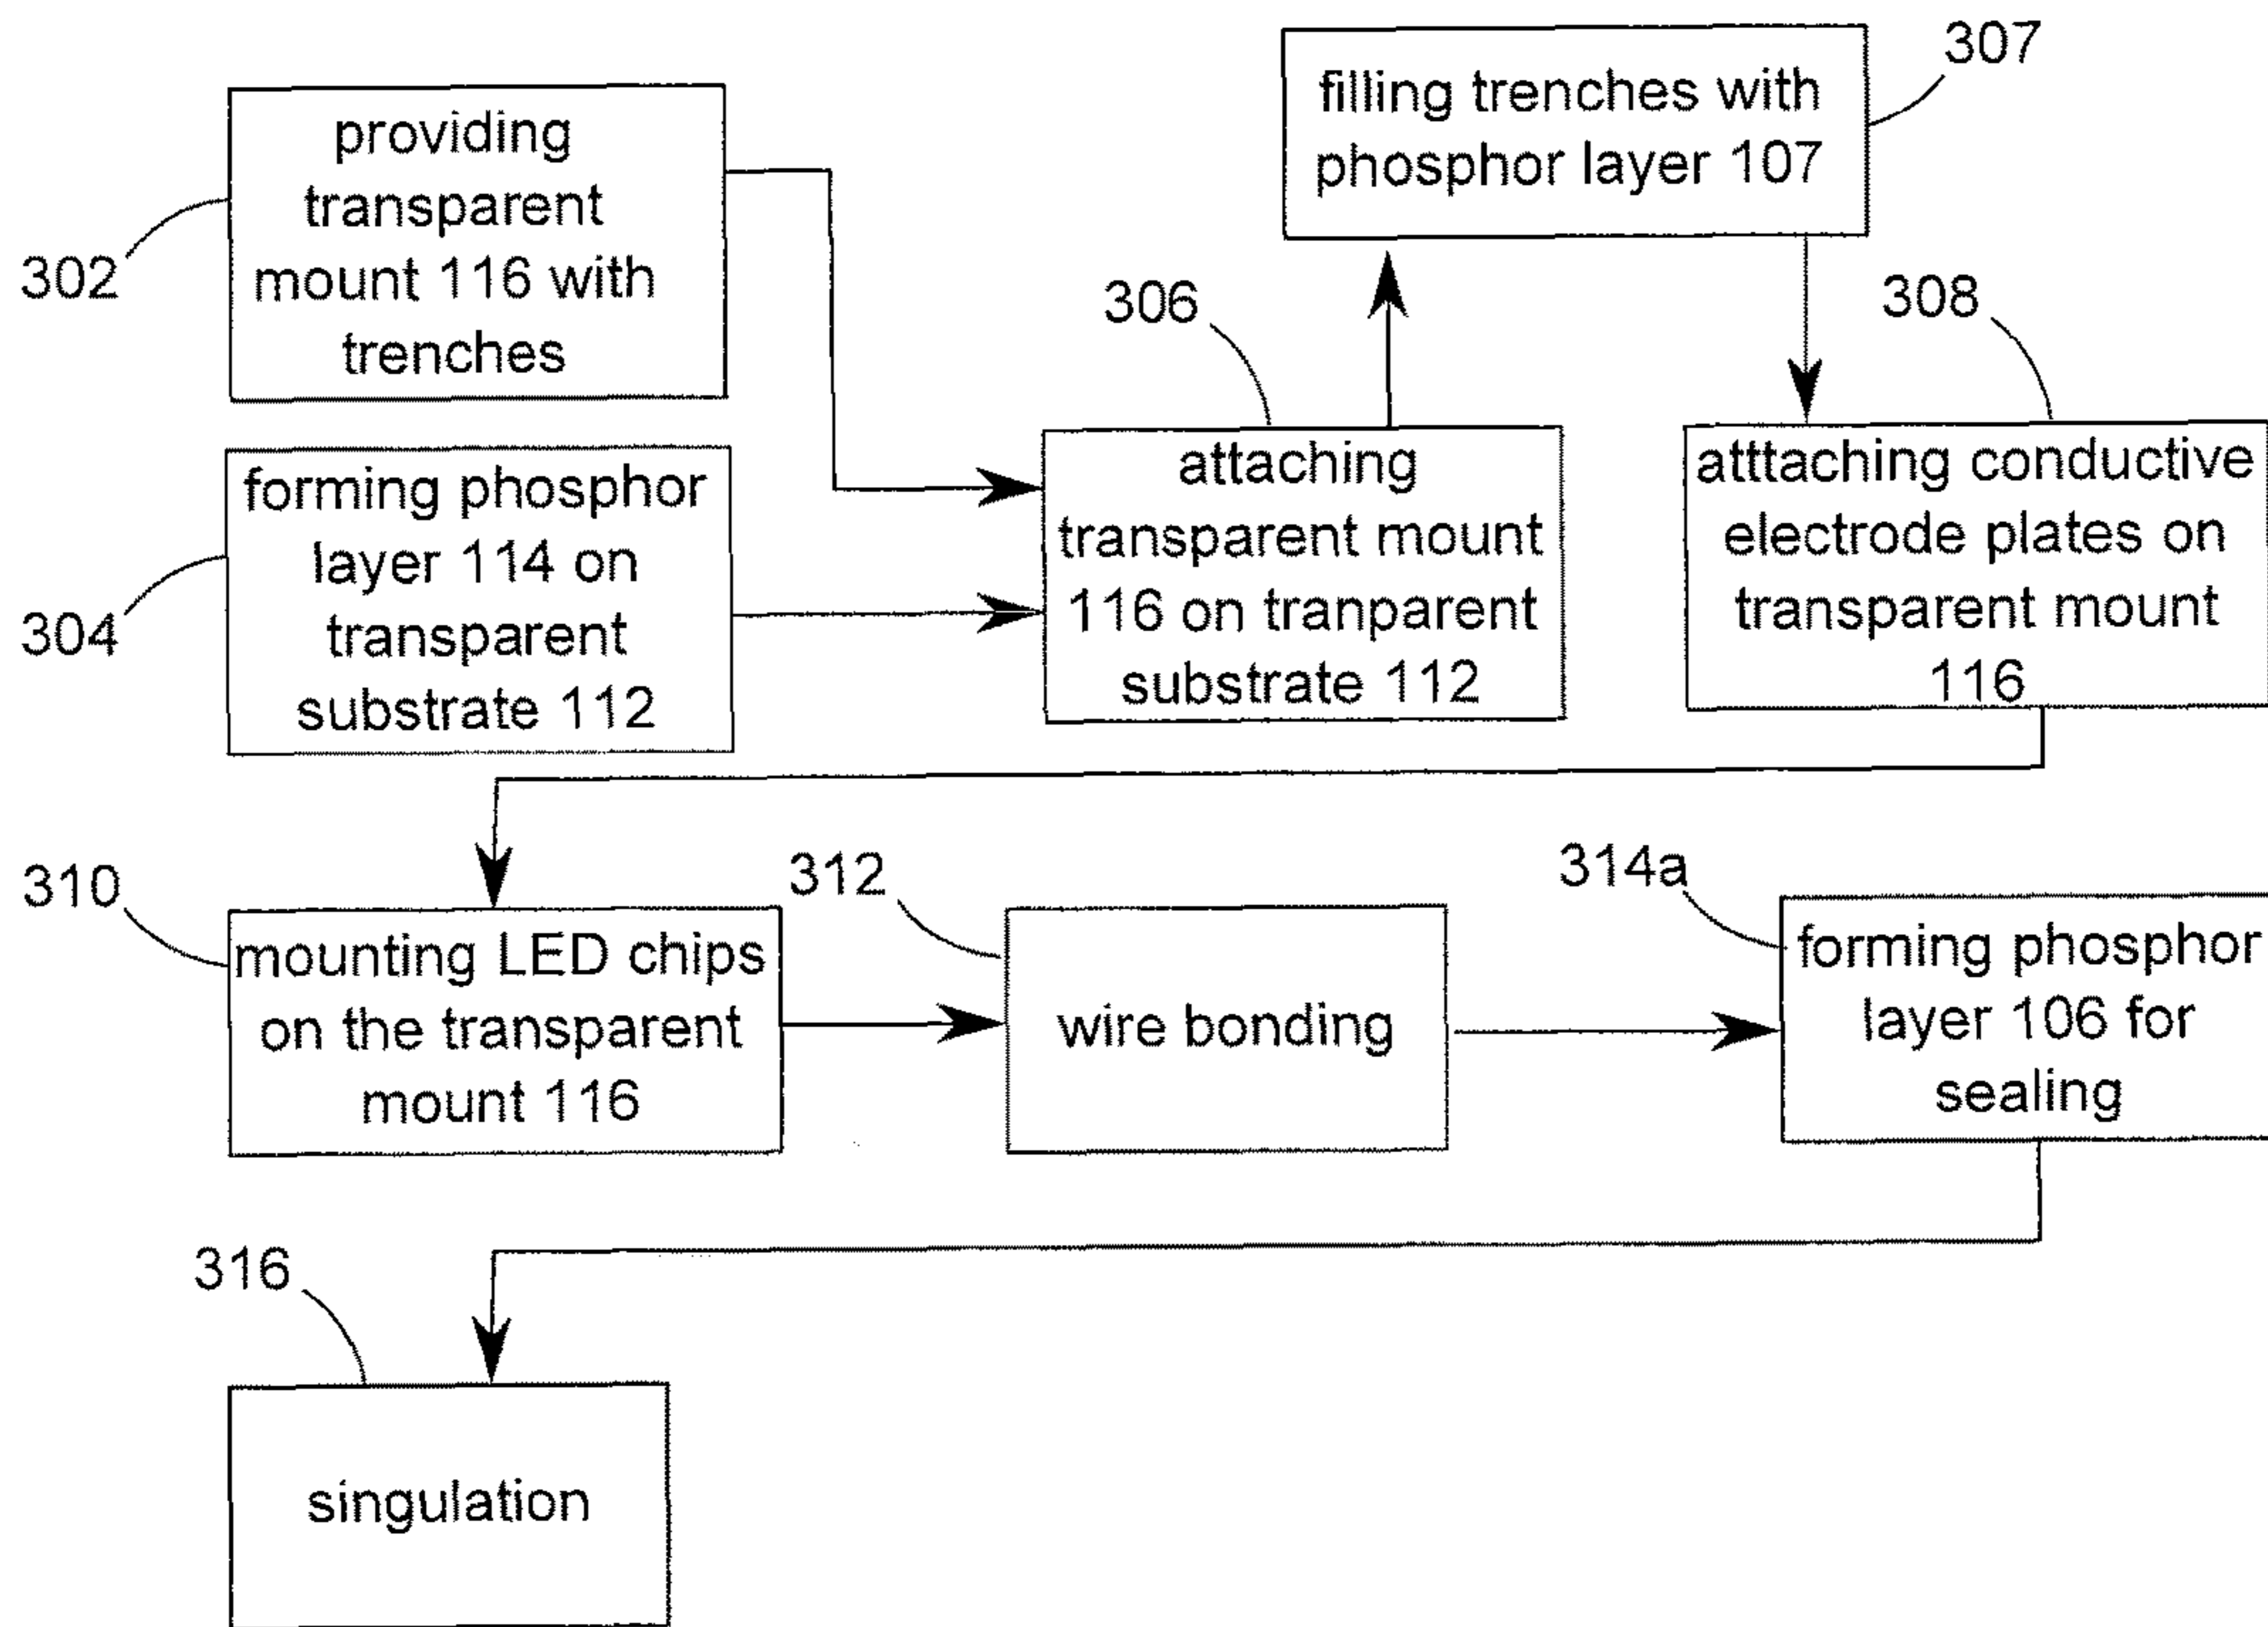 302
providing
transparent
mount 116 with
trenches
304
forming phosphor
layer 114 on
transparent
substrate 112
306
attaching
transparent mount
116 on tranparent
substrate 112
307
filling trenches with
phosphor layer 107
308
atttaching conductive
electrode plates on
transparent mount
116
310
mounting LED chips
on the transparent
mount 116
312
wire bonding
314a
forming phosphor
layer 106 for
sealing
316
singulation